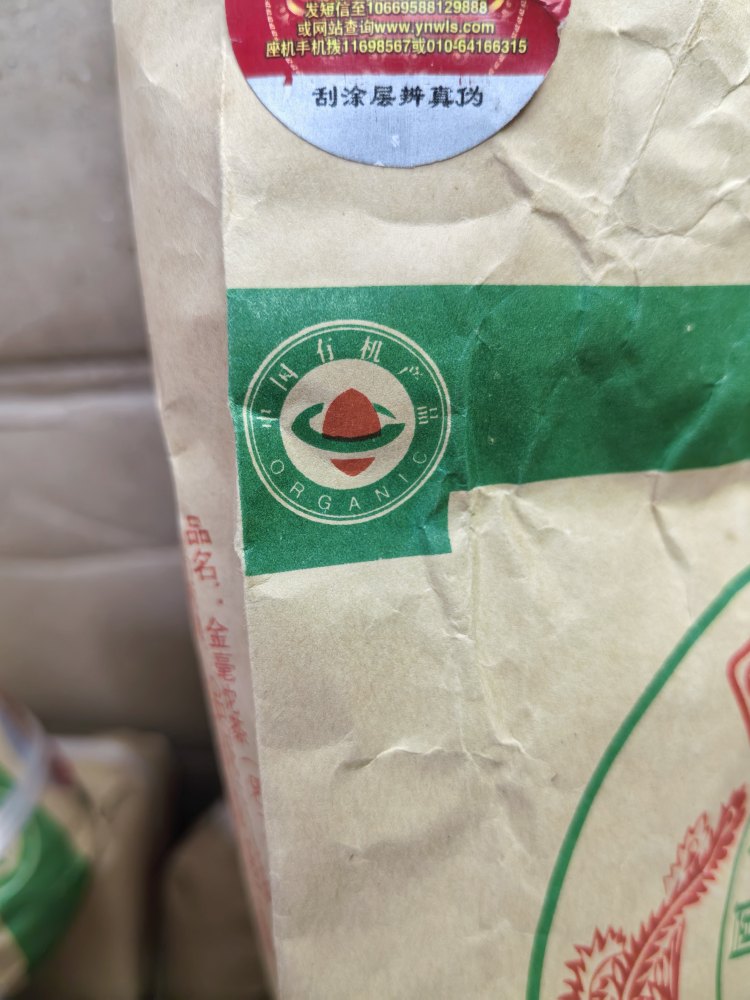 发短信至10669588129888
或网站查询www.ynwls.com
座机手机拨11698567或010-64166315
刮涂层辨真伪
中国有机产品
ORGANIC
品名：金毫沱茶